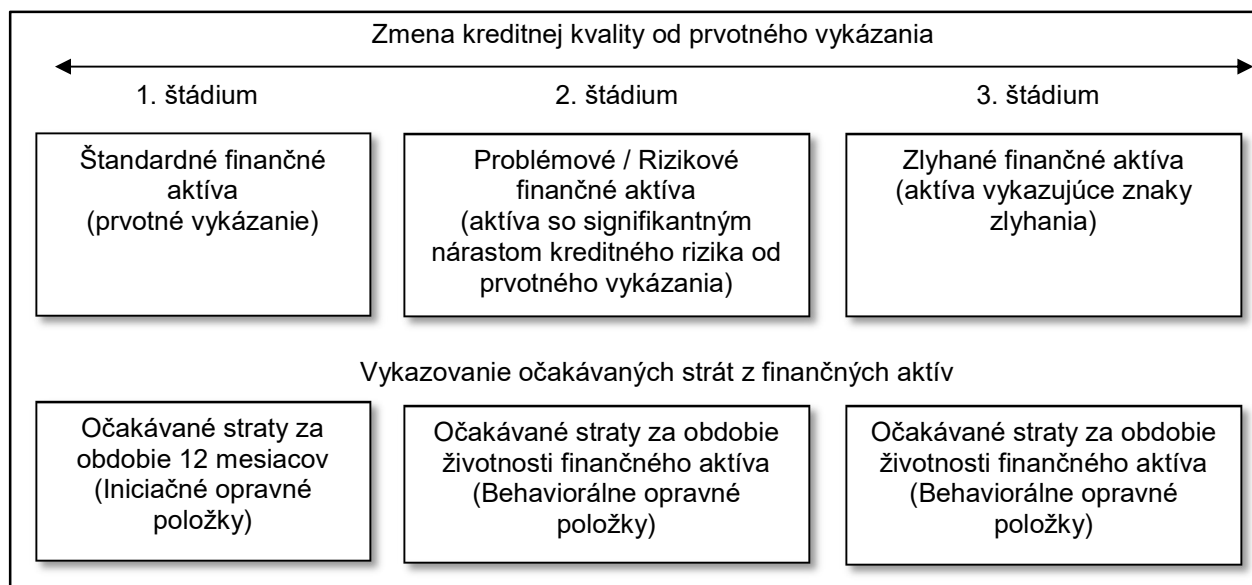 Zmena kreditnej kvality od prvotného vykázania
1. štádium
2. štádium
3. štádium
Štandardné finančné
aktíva
(prvotné vykázanie)
Problémové / Rizikové
finančné aktíva
(aktíva so signifikantným
nárastom kreditného rizika od
prvotného vykázania)
Zlyhané finančné aktíva
(aktíva vykazujúce znaky
zlyhania)
Vykazovanie očakávaných strát z finančných aktív
Očakávané straty za
obdobie 12 mesiacov
(Iniciačné opravné
položky)
Očakávané straty za obdobie
životnosti finančného aktíva
(Behaviorálne opravné
položky)
Očakávané straty za obdobie
životnosti finančného aktíva
(Behaviorálne opravné
položky)